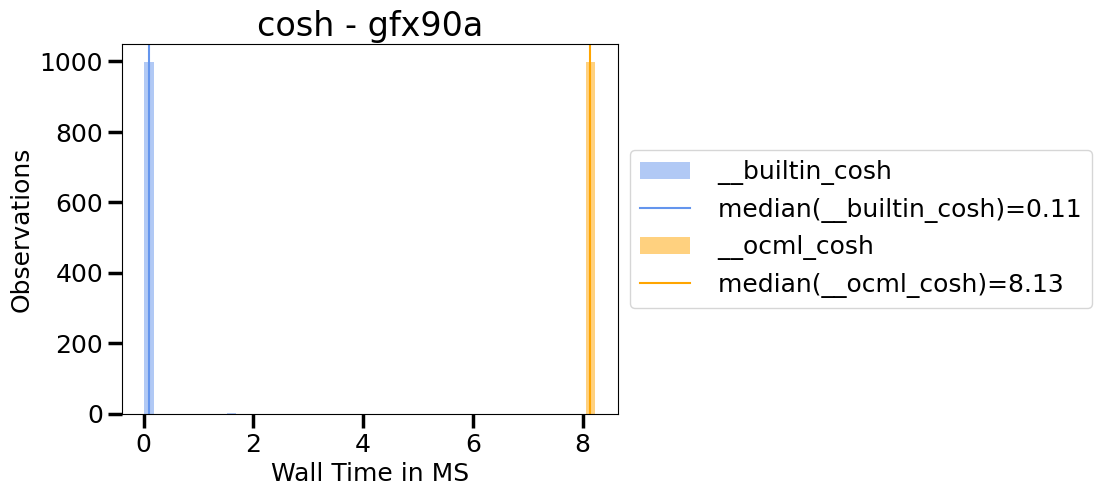 cosh - gfx90a
1000
800
600
400
200
0
Observations
0 2 4 6 8
Wall Time in MS
__builtin_cosh
median(__builtin_cosh)=0.11
__ocml_cosh
median(__ocml_cosh)=8.13